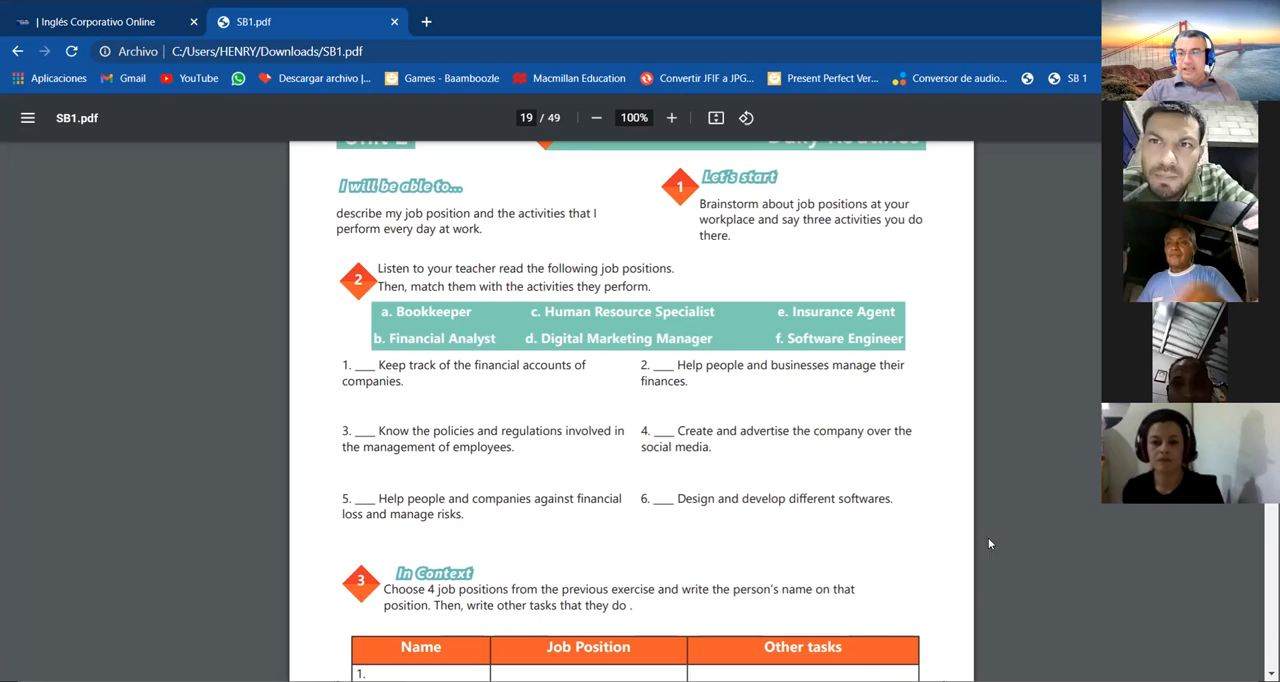 | Inglés Corporativo Online
SB1.pdf
Archivo | C:/Users/HENRY/Downloads/SB1.pdf
Aplicaciones
Gmail
YouTube
Descargar archivo |...
Games - Baamboozle
Macmillan Education
Convertir JFIF a JPG...
Present Perfect Ver...
Conversor de audio...
SB 1
SB1.pdf
19 / 49
100%
Unit 2
Daily Routines
I will be able to...
describe my job position and the activities that I
perform every day at work.
1
Let's start
Brainstorm about job positions at your
workplace and say three activities you do
there.
2
Listen to your teacher read the following job positions.
Then, match them with the activities they perform.
a. Bookkeeper
c. Human Resource Specialist
e. Insurance Agent
b. Financial Analyst
d. Digital Marketing Manager
f. Software Engineer
1. ___ Keep track of the financial accounts of
companies.
2. ___ Help people and businesses manage their
finances.
3. ___ Know the policies and regulations involved in
the management of employees.
4. ___ Create and advertise the company over the
social media.
5. ___ Help people and companies against financial
loss and manage risks.
6. ___ Design and develop different softwares.
3
In Context
Choose 4 job positions from the previous exercise and write the person's name on that
position. Then, write other tasks that they do .
Name
Job Position
Other tasks
1.